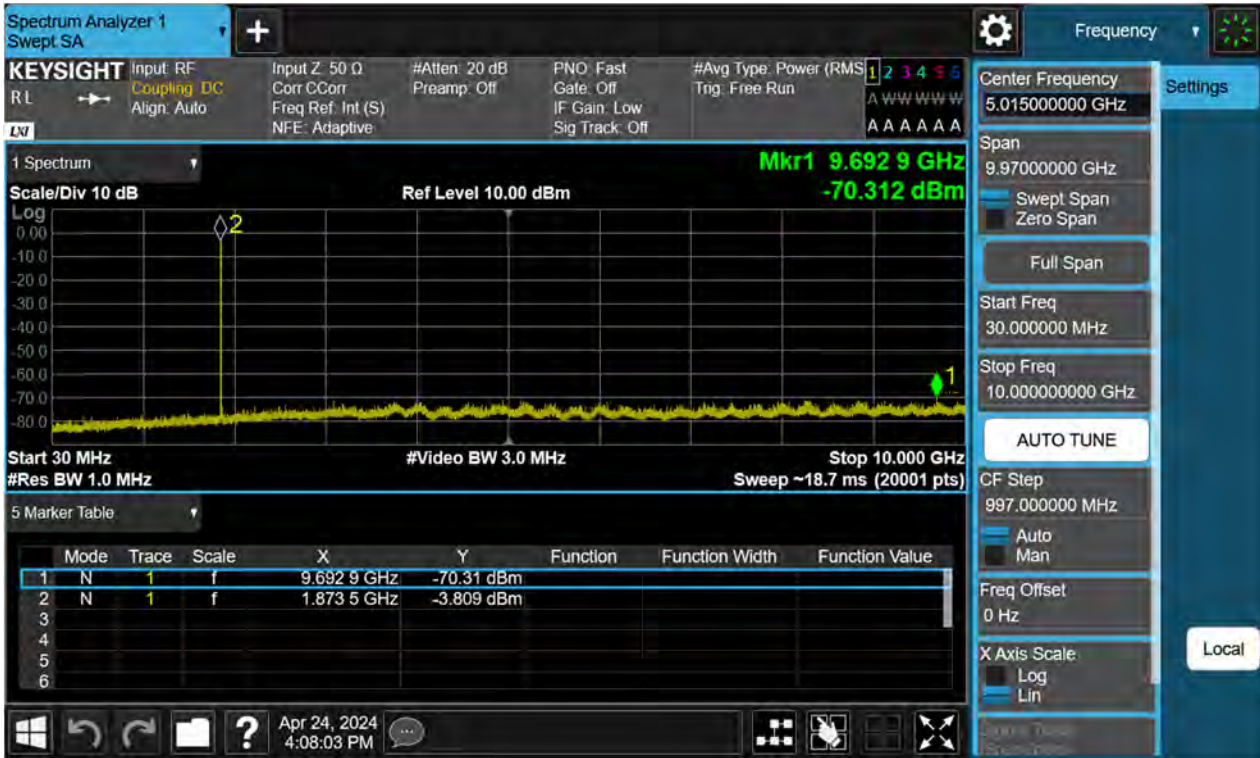 Spectrum Analyzer 1
Swept SA
+
Frequency
KEYSIGHT
RL
LXI
Input: RF
Coupling: DC
Align: Auto
Input Z: 50 Ω
Corr CCorr
Freq Ref: Int (S)
NFE: Adaptive
#Atten: 20 dB
Preamp: Off
PNO: Fast
Gate: Off
IF Gain: Low
Sig Track: Off
#Avg Type: Power (RMS
Trig: Free Run
1 2 3 4 5 6
A W W W W W
A A A A A A
1 Spectrum
Mkr1 9.692 9 GHz
-70.312 dBm
Scale/Div 10 dB
Ref Level 10.00 dBm
Log
0.00
-10.0
-20.0
-30.0
-40.0
-50.0
-60.0
-70.0
-80.0
2
1
Start 30 MHz
#Video BW 3.0 MHz
Stop 10.000 GHz
#Res BW 1.0 MHz
Sweep ~18.7 ms (20001 pts)
5 Marker Table
Mode Trace Scale X Y Function Function Width Function Value
1 N 1 f 9.692 9 GHz -70.31 dBm
2 N 1 f 1.873 5 GHz -3.809 dBm
3
4
5
6
?
Apr 24, 2024
4:08:03 PM
Center Frequency
5.015000000 GHz
Span
9.97000000 GHz
Swept Span
Zero Span
Full Span
Start Freq
30.000000 MHz
Stop Freq
10.000000000 GHz
AUTO TUNE
CF Step
997.000000 MHz
Auto
Man
Freq Offset
0 Hz
X Axis Scale
Log
Lin
Settings
Local